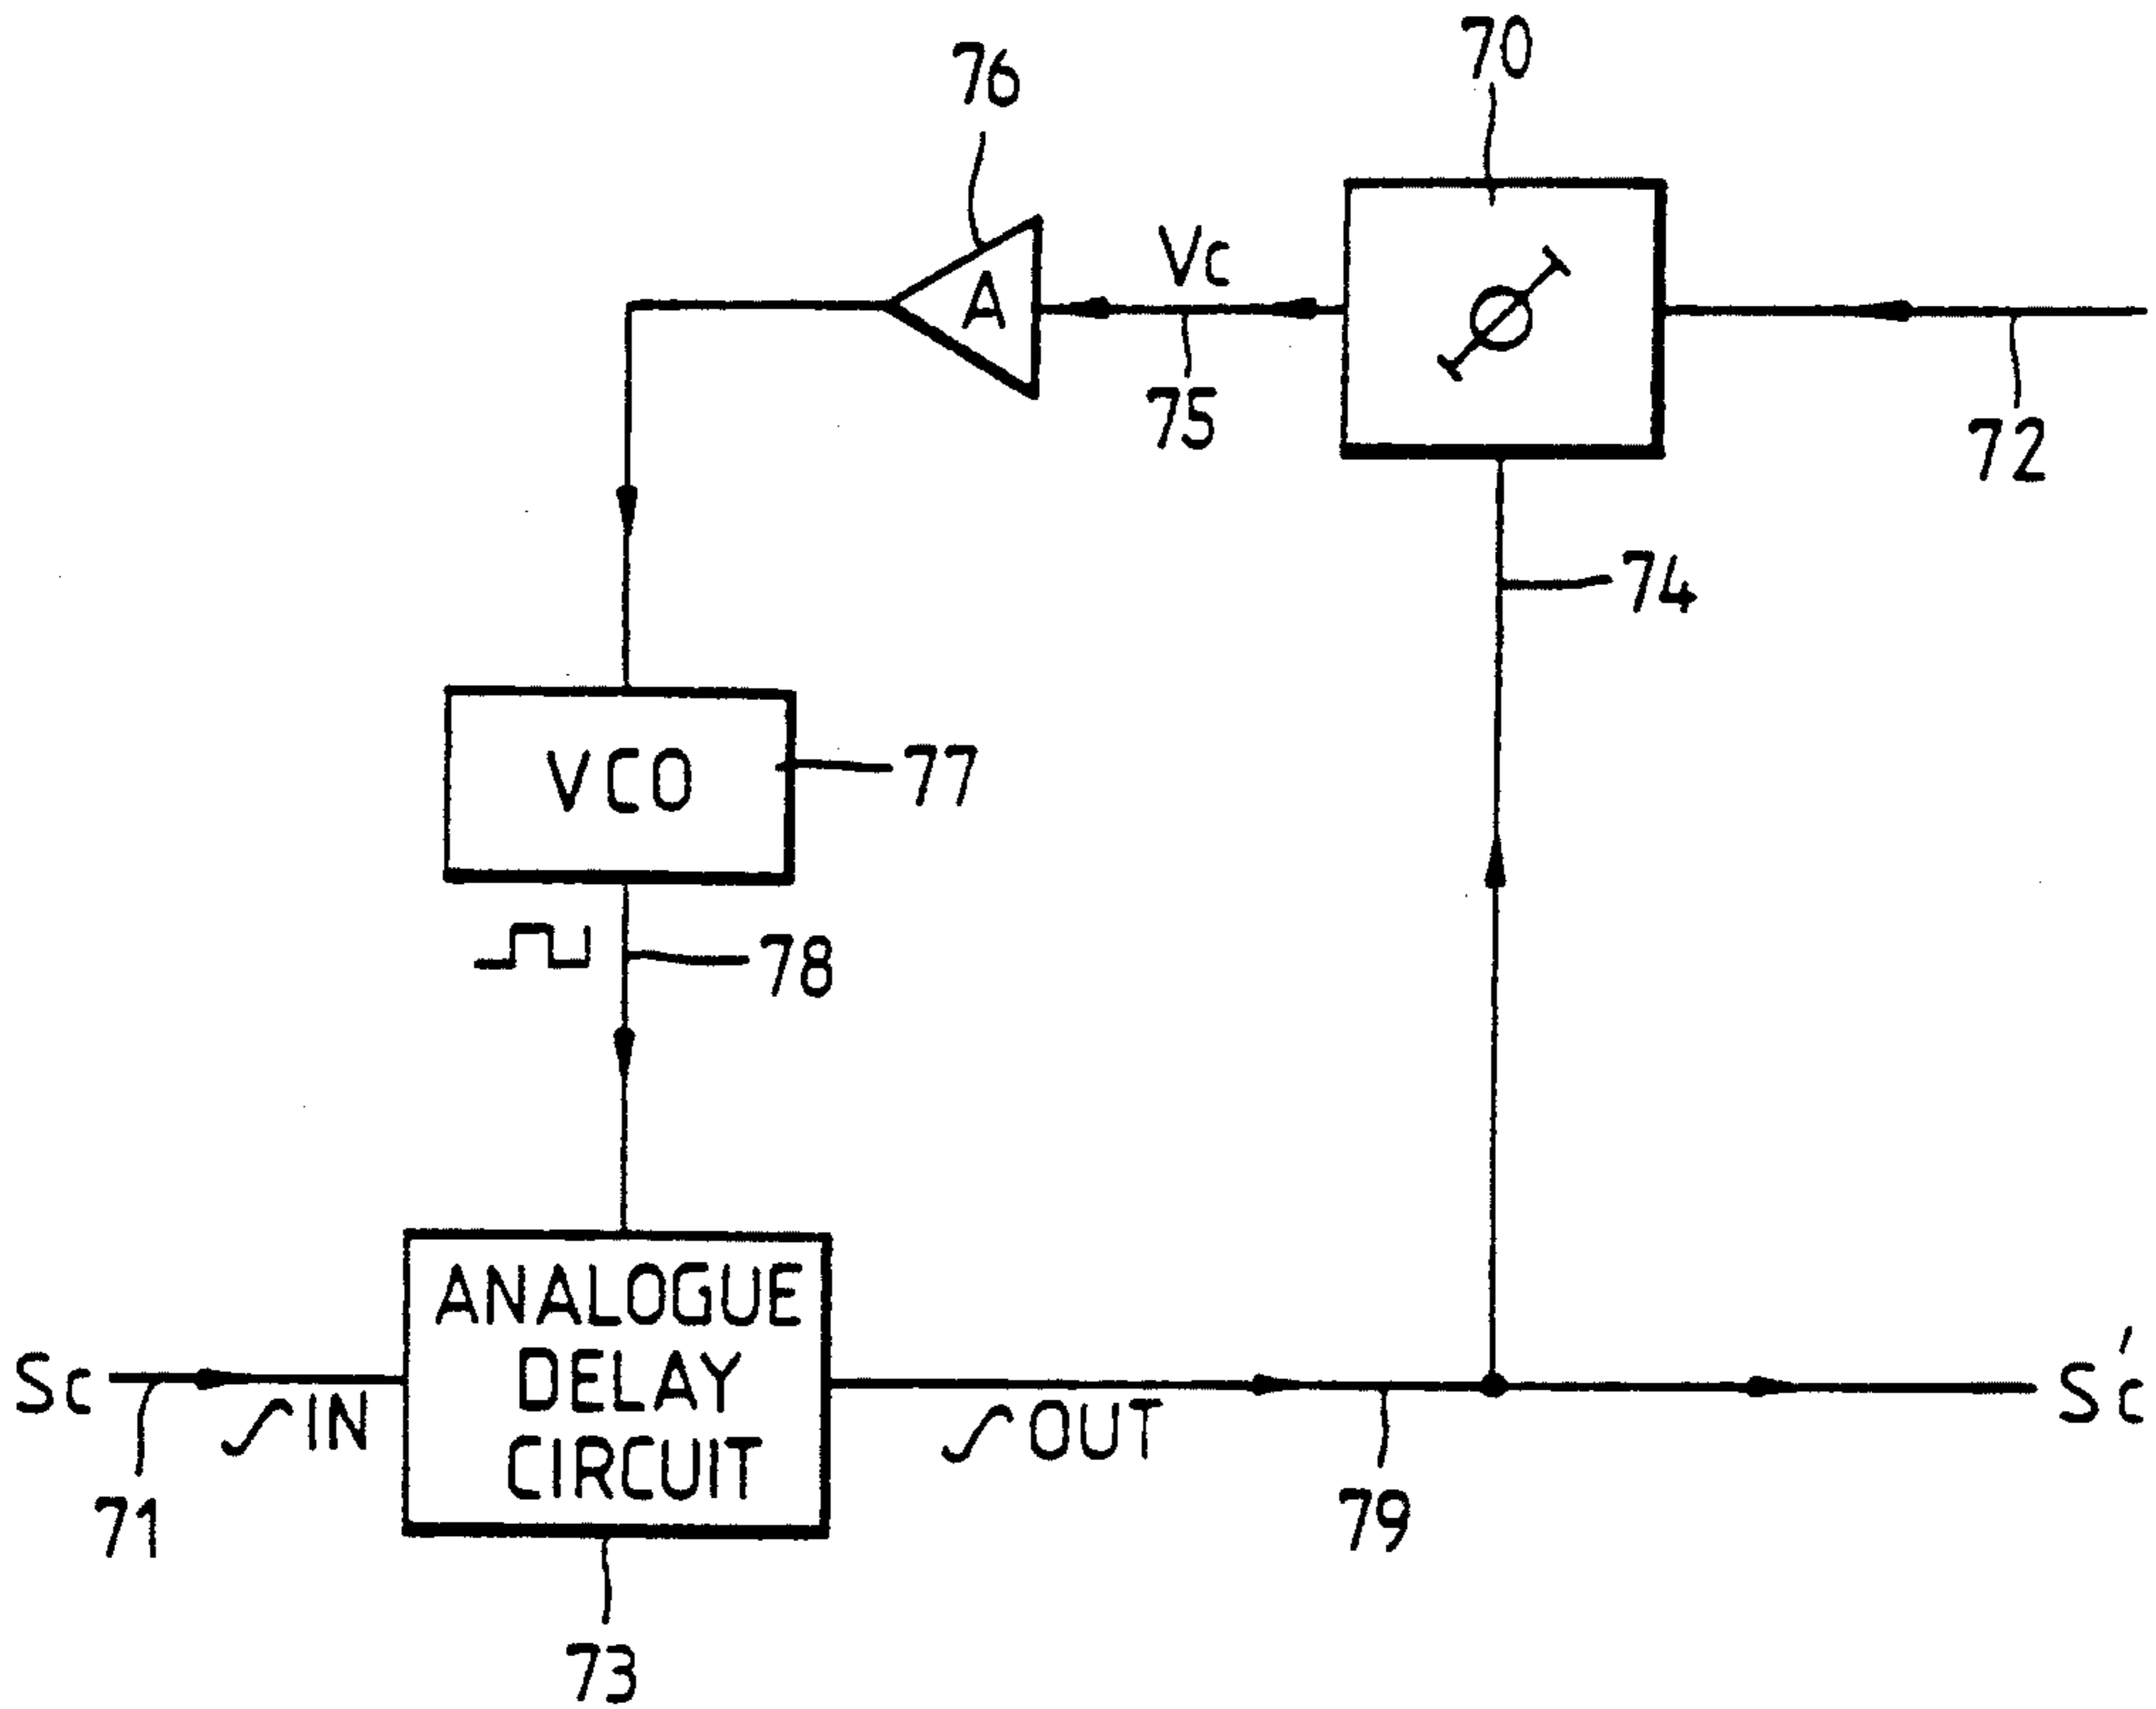 70
76
Vc
A
Ø
75
72
74
VCO
77
78
ANALOGUE
DELAY
CIRCUIT
Sc
∫IN
∫OUT
S'c
71
79
73